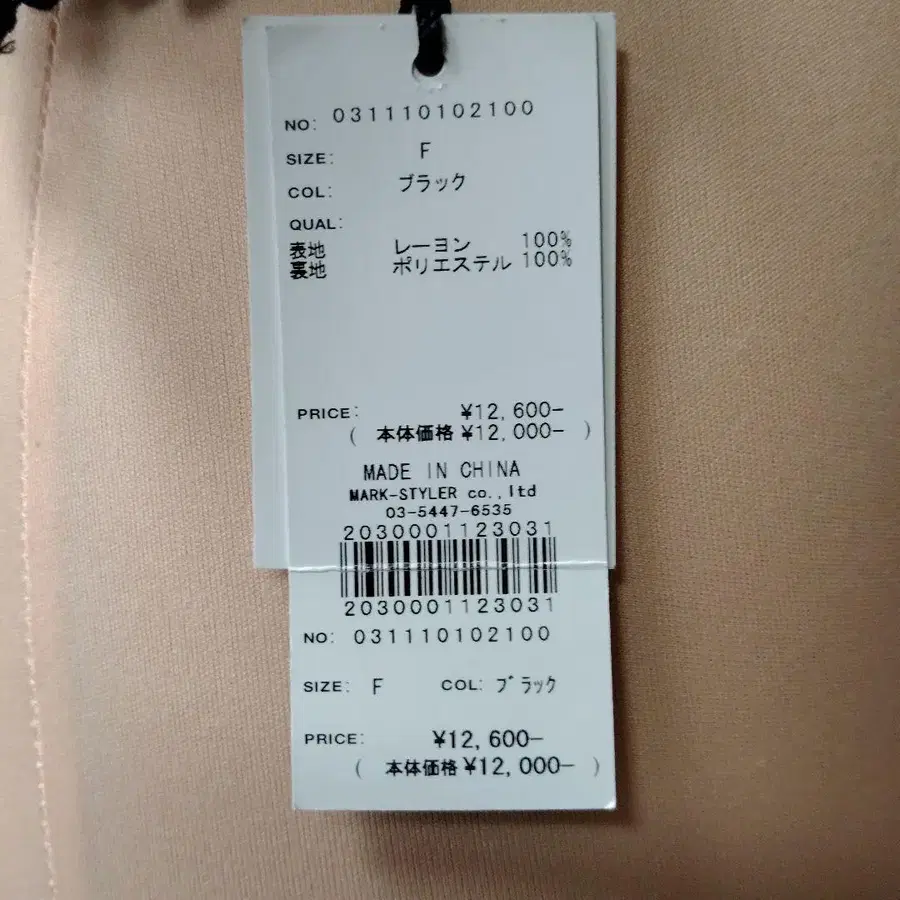 NO: 031110102100
SIZE: F
COL: ブラック
QUAL:
表地 レーヨン 100%
裏地 ポリエステル 100%
PRICE: ¥12,600-
( 本体価格 ¥12,000- )
MADE IN CHINA
MARK-STYLER co.,ltd
03-5447-6535
2030001123031
2030001123031
NO: 031110102100
SIZE: F COL: ブラック
PRICE: ¥12,600-
( 本体価格 ¥12,000- )